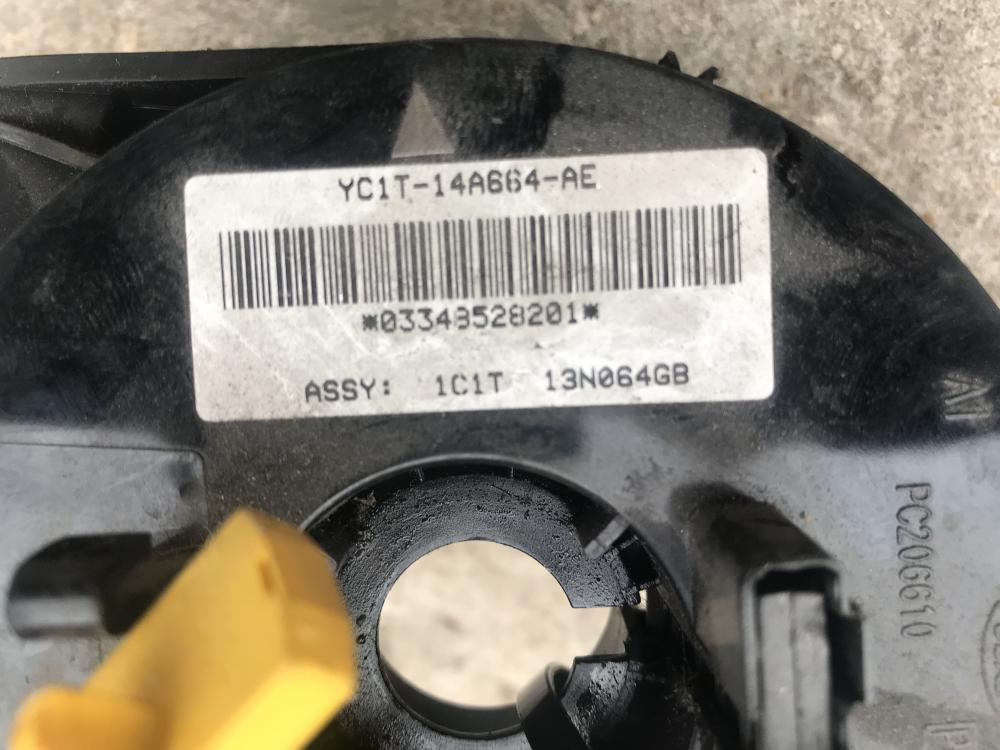 YC1T-14A664-AE
*03348528201*
ASSY: 1C1T 13N064GB
PC206610